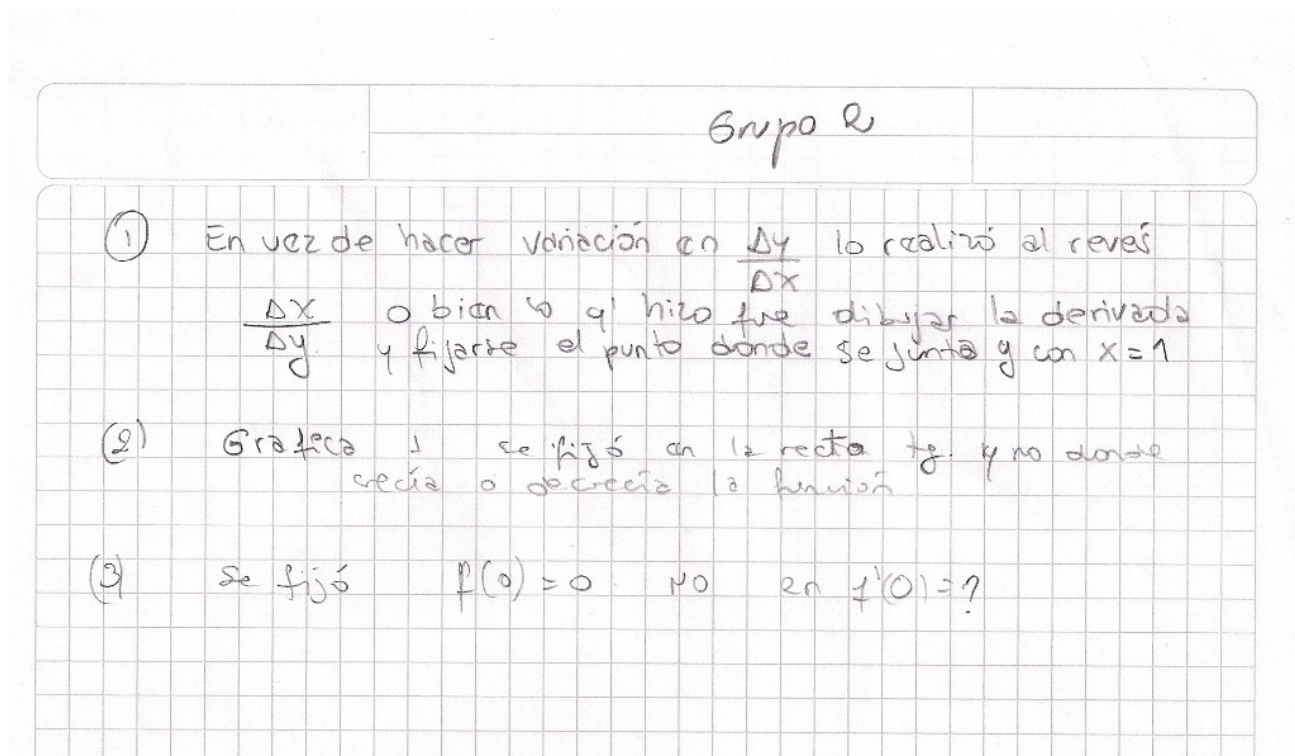 Grupo 2
① En vez de hacer variación en Δy/Δx lo realizó al revés
Δx/Δy o bien lo q' hizo fue dibujar la derivada
y fijarse el punto donde se junta y con x=1
(2) Grafica 1 se fijó en la recta tg. y no donde
crecía o decrecía la función
(3) Se fijó f(0)=0 no en f'(0)=?